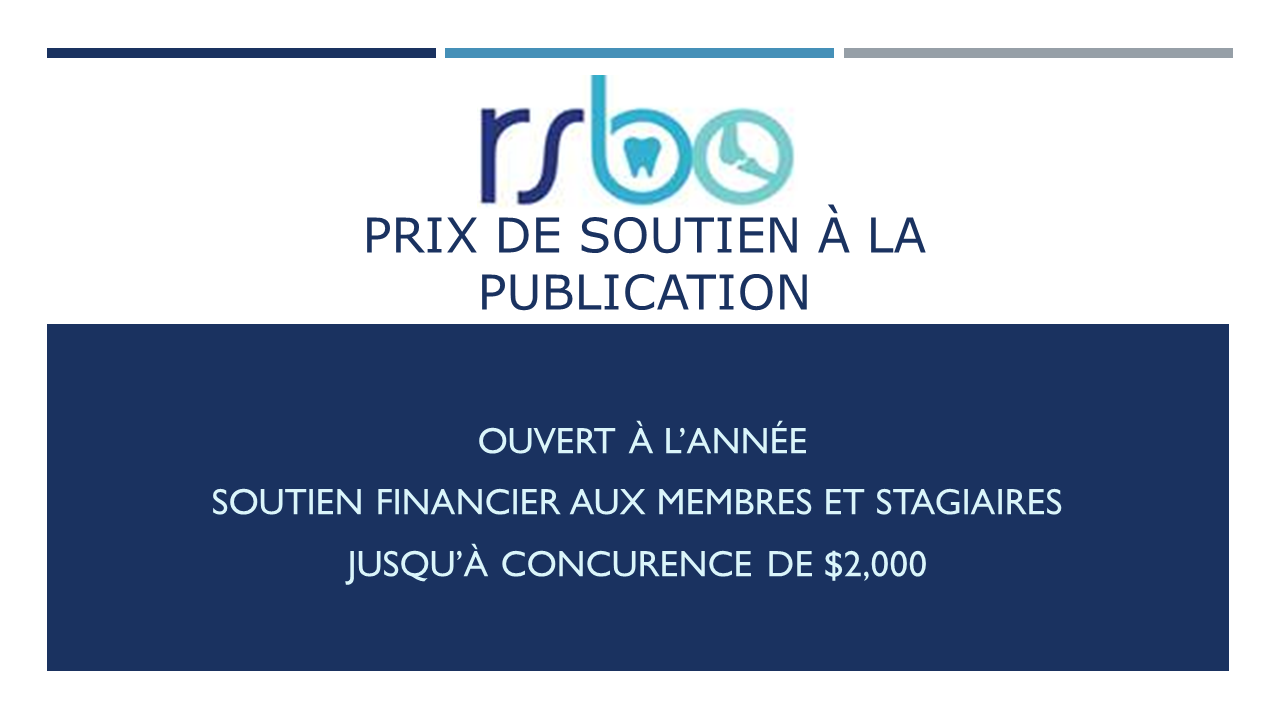 rsbo
PRIX DE SOUTIEN À LA
PUBLICATION
OUVERT À L’ANNÉE
SOUTIEN FINANCIER AUX MEMBRES ET STAGIAIRES
JUSQU’À CONCURENCE DE $2,000